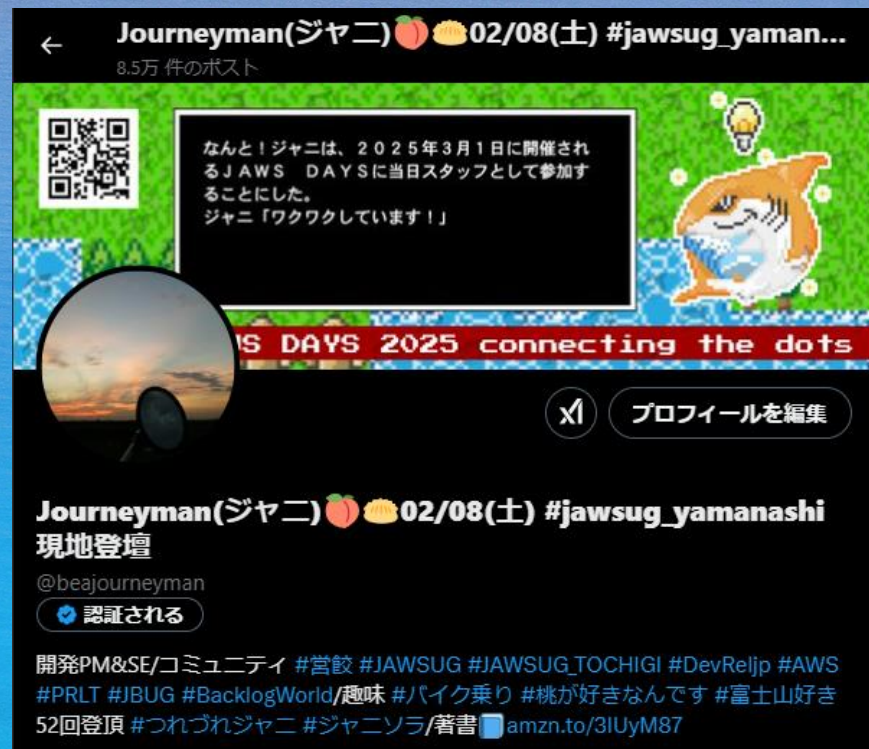 Journeyman(ジャニ)🍑🥟02/08(土) #jawsug_yaman...
8.5万 件のポスト
なんと！ジャニは、２０２５年３月１日に開催され
るＪＡＷＳ　ＤＡＹＳに当日スタッフとして参加す
ることにした。
ジャニ「ワクワクしています！」
S DAYS 2025 connecting the dots
プロフィールを編集
Journeyman(ジャニ)🍑🥟02/08(土) #jawsug_yamanashi
現地登壇
@beajourneyman
認証される
開発PM&SE/コミュニティ #営餃 #JAWSUG #JAWSUG_TOCHIGI #DevReljp #AWS
#PRLT #JBUG #BacklogWorld/趣味 #バイク乗り #桃が好きなんです #富士山好き
52回登頂 #つれづれジャニ #ジャニソラ/著書📘amzn.to/3IUyM87